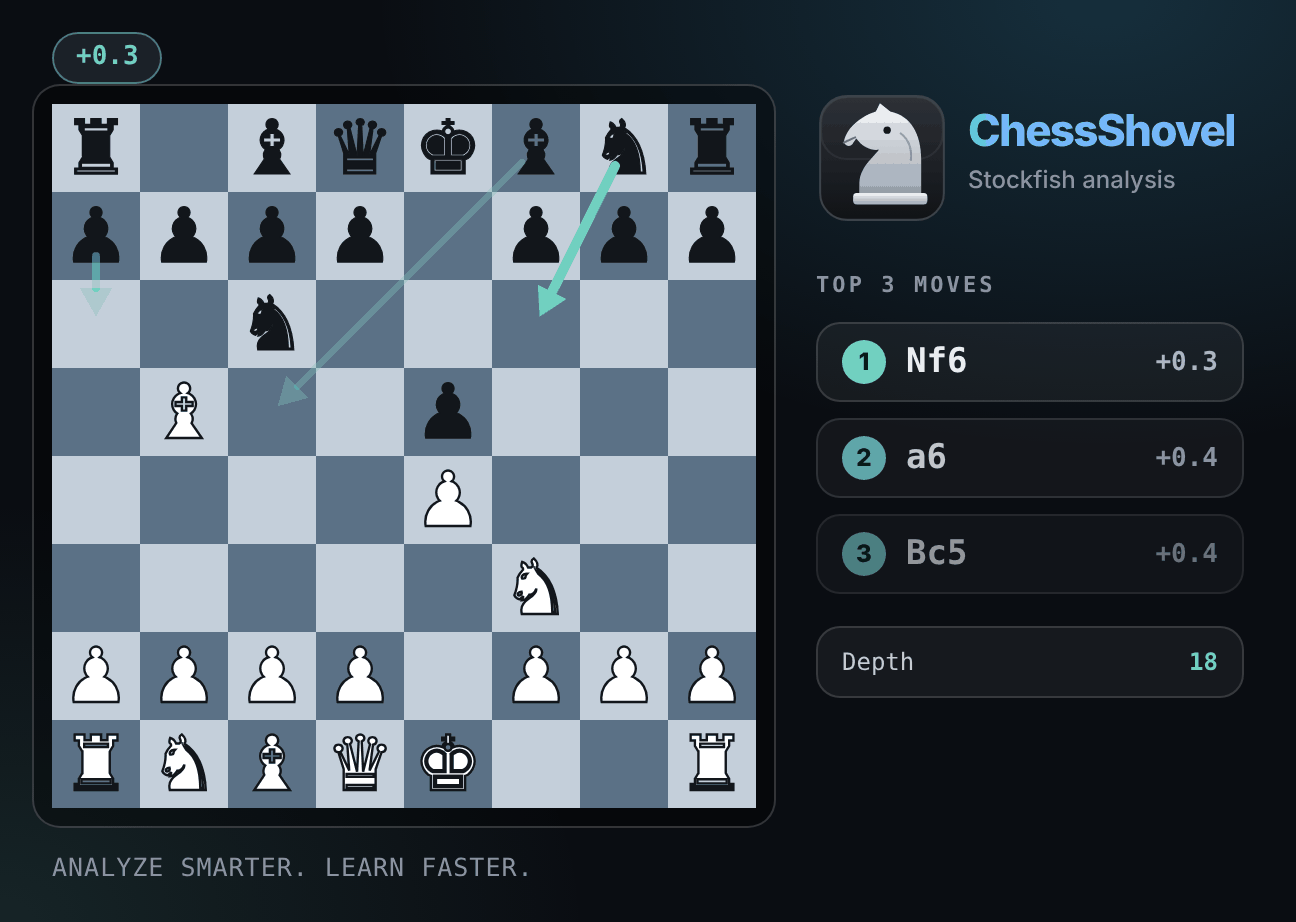 +0.3
ChessShovel
Stockfish analysis
TOP 3 MOVES
1 Nf6 +0.3
2 a6 +0.4
3 Bc5 +0.4
Depth 18
ANALYZE SMARTER. LEARN FASTER.